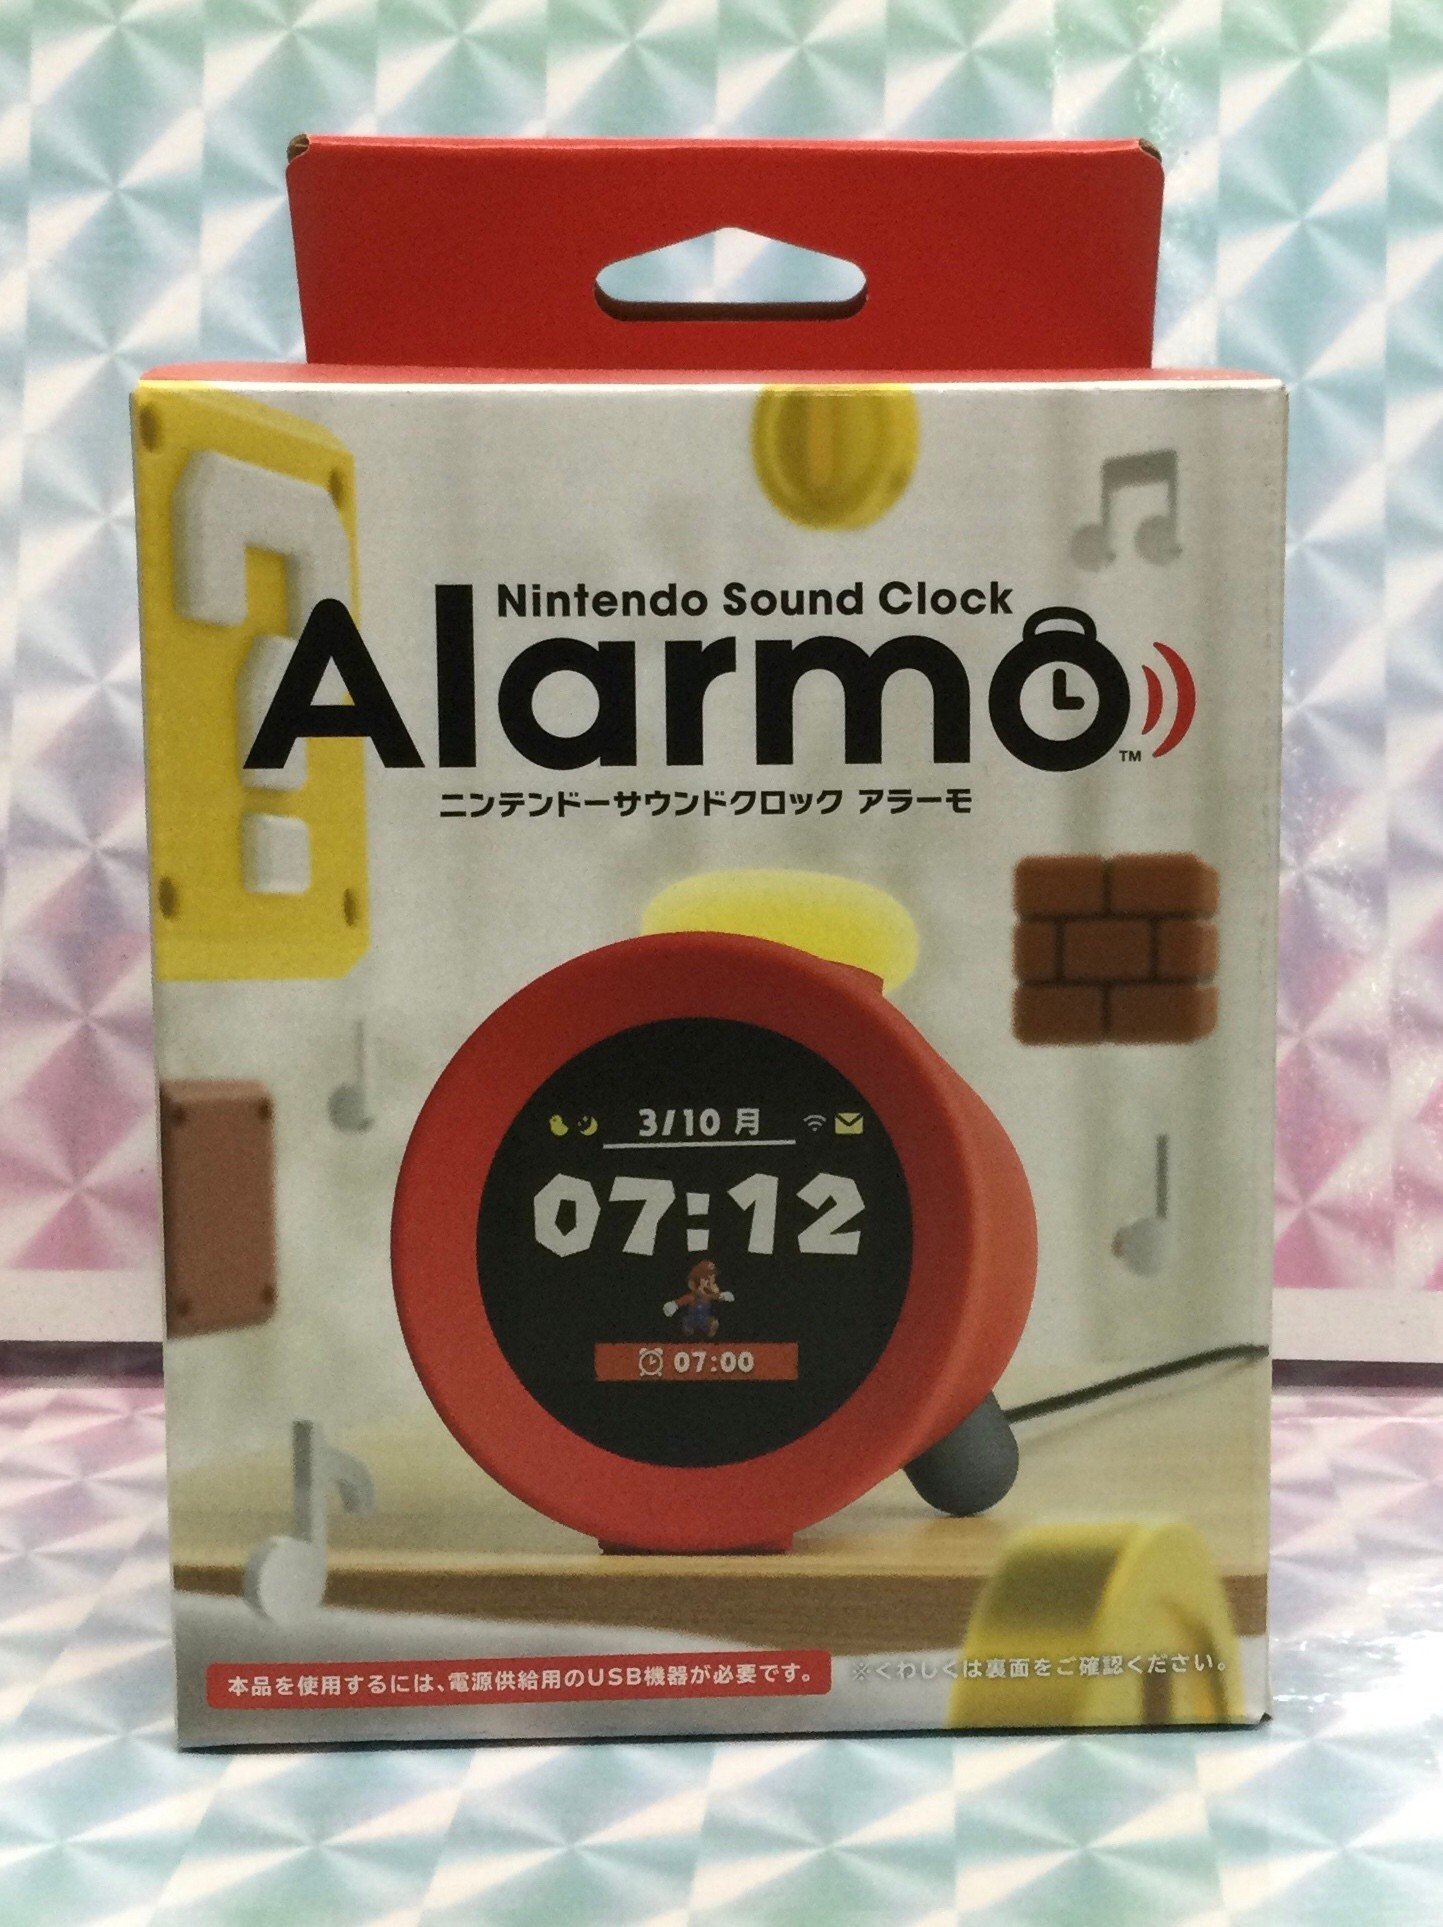 Nintendo Sound Clock
Alarmo
™
ニンテンドーサウンドクロック アラーモ
3/10 月
07:12
07:00
本品を使用するには、電源供給用のUSB機器が必要です。 ※くわしくは裏面をご確認ください。